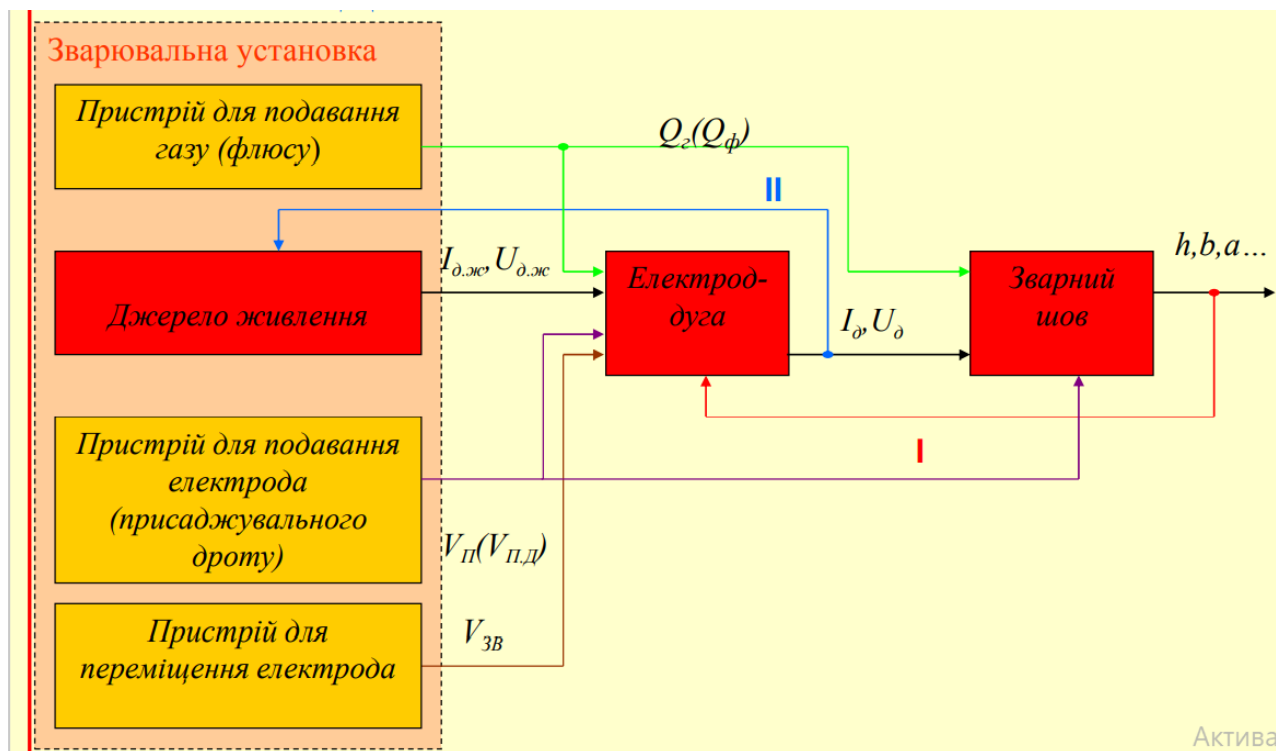 Зварювальна установка
Пристрій для подавання
газу (флюсу)
Qг(Qф)
II
Iд.ж,Uд.ж
h,b,a…
Джерело живлення
Електрод-
дуга
Iд,Uд
Зварний
шов
I
Пристрій для подавання
електрода
(присаджувального
дроту)
VП(VП.Д)
Пристрій для
переміщення електрода
VЗВ
Актива